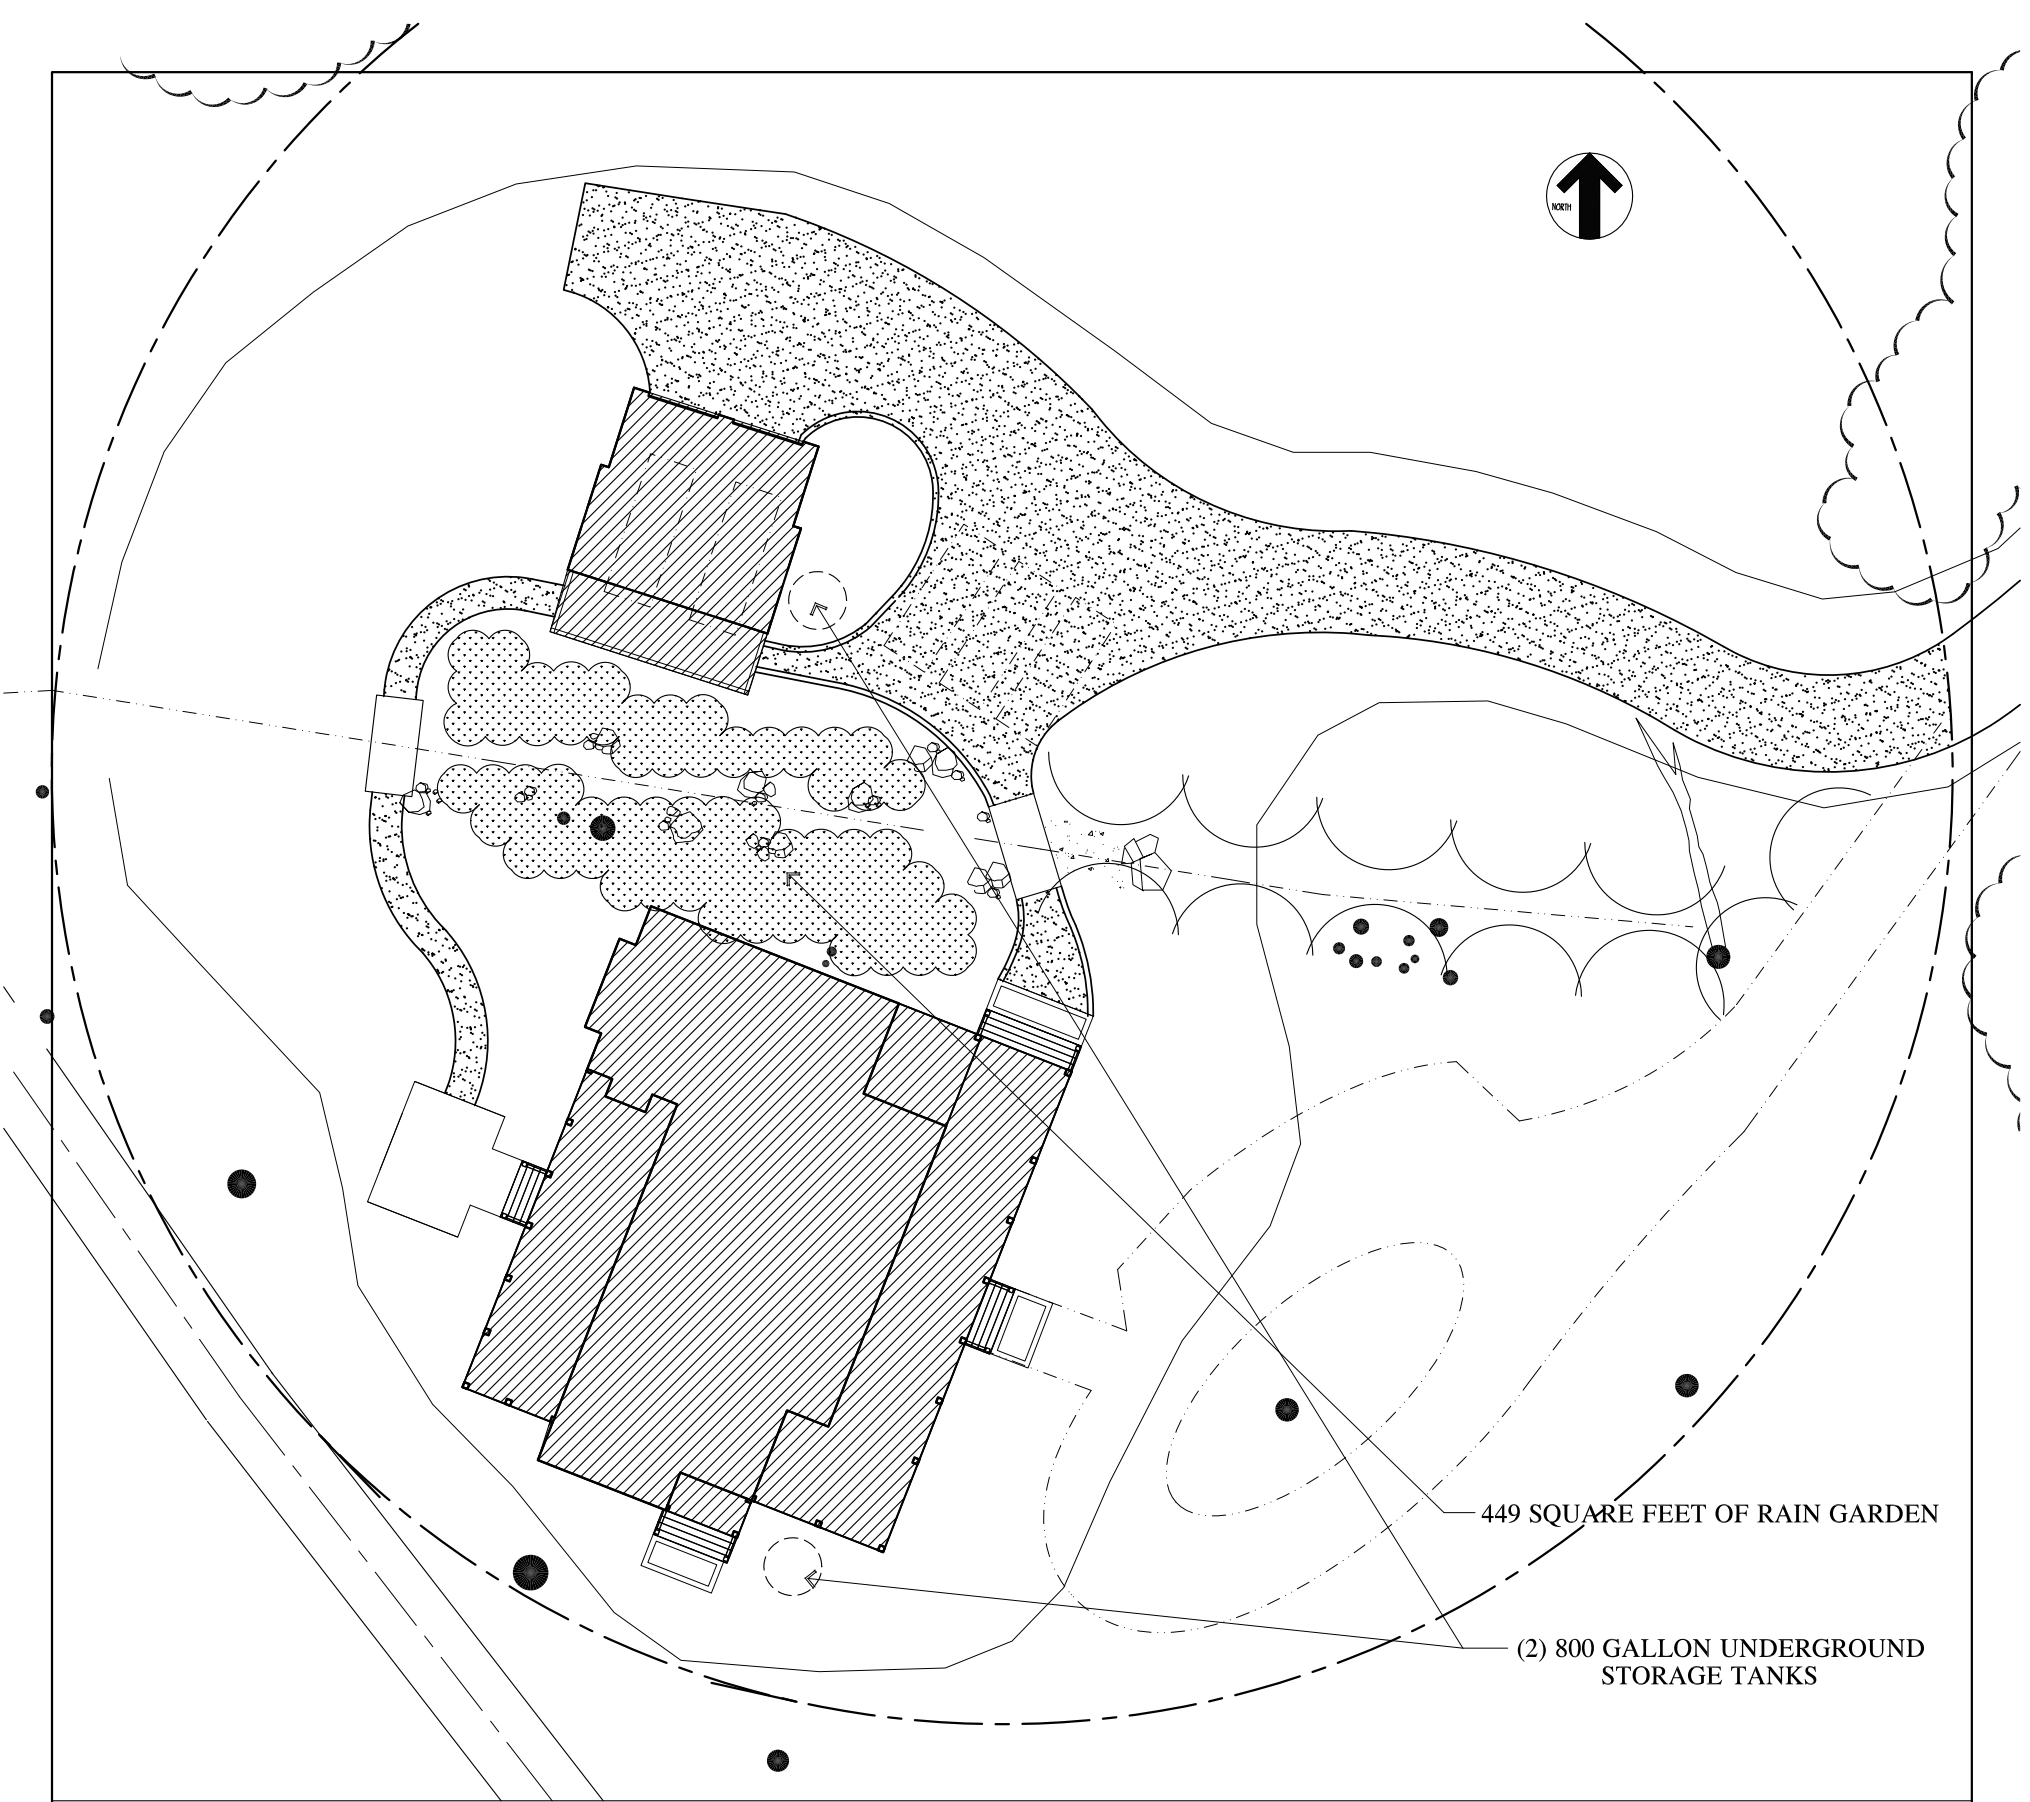 NORTH
449 SQUARE FEET OF RAIN GARDEN
(2) 800 GALLON UNDERGROUND
STORAGE TANKS